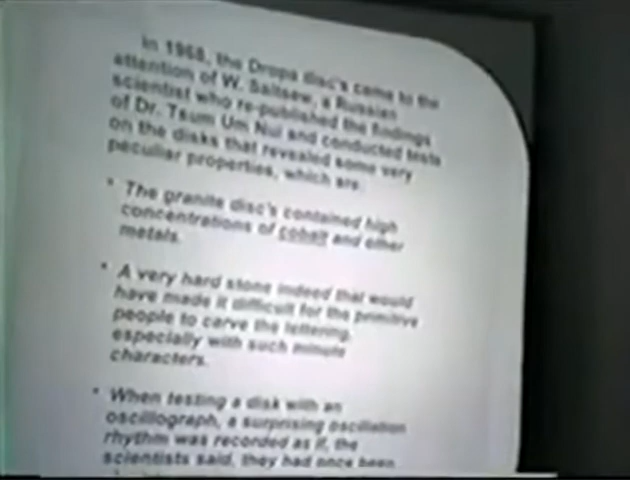 In 1968, the Dropa disc's came to the
attention of W. Saitsew, a Russian
scientist who re-published the findings
of Dr. Tsum Um Nui and conducted tests
on the disks that revealed some very
peculiar properties, which are:
* The granite disc's contained high
concentrations of cobalt and other
metals.
* A very hard stone indeed that would
have made it difficult for the primitive
people to carve the lettering,
especially with such minute
characters.
* When testing a disk with an
oscillograph, a surprising oscillation
rhythm was recorded as if, the
scientists said, they had once been